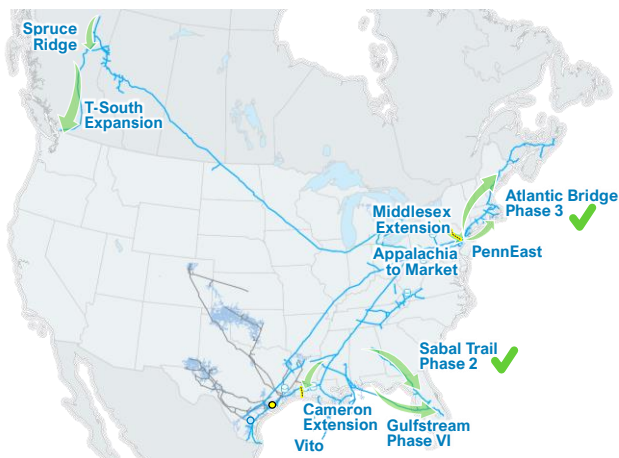 Spruce
Ridge
T-South
Expansion
Atlantic Bridge
Phase 3
Middlesex
Extension
Appalachia
to Market
PennEast
Sabal Trail
Phase 2
Cameron
Extension
Gulfstream
Phase VI
Vito